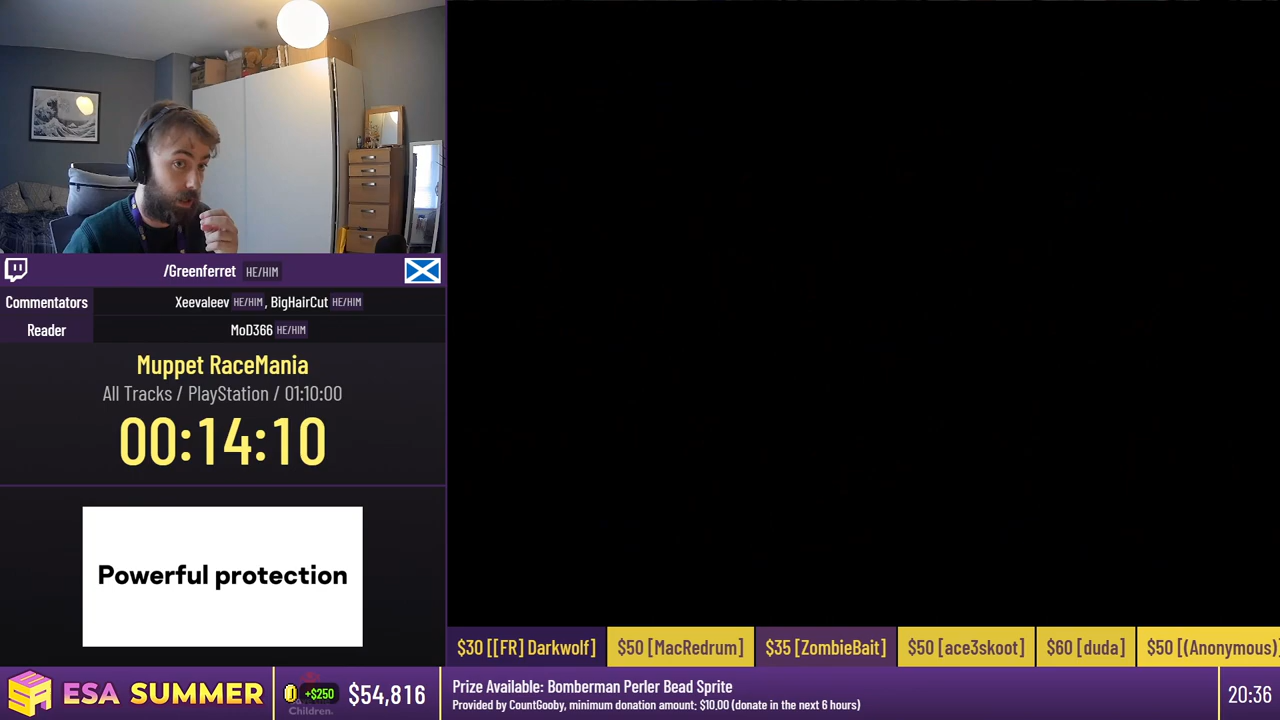 /Greenferret HE/HIM
Commentators Xeevaleev HE/HIM, BigHairCut HE/HIM
Reader MoD366 HE/HIM
Muppet RaceMania
All Tracks / PlayStation / 01:10:00
00:14:10
Powerful protection
$30 [[FR] Darkwolf] $50 [MacRedrum] $35 [ZombieBait] $50 [ace3skoot] $60 [duda] $50 [(Anonymous)]
ESA SUMMER
+$250 $54,816
Children.
Prize Available: Bomberman Perler Bead Sprite
Provided by CountGooby, minimum donation amount: $10.00 (donate in the next 6 hours)
20:36